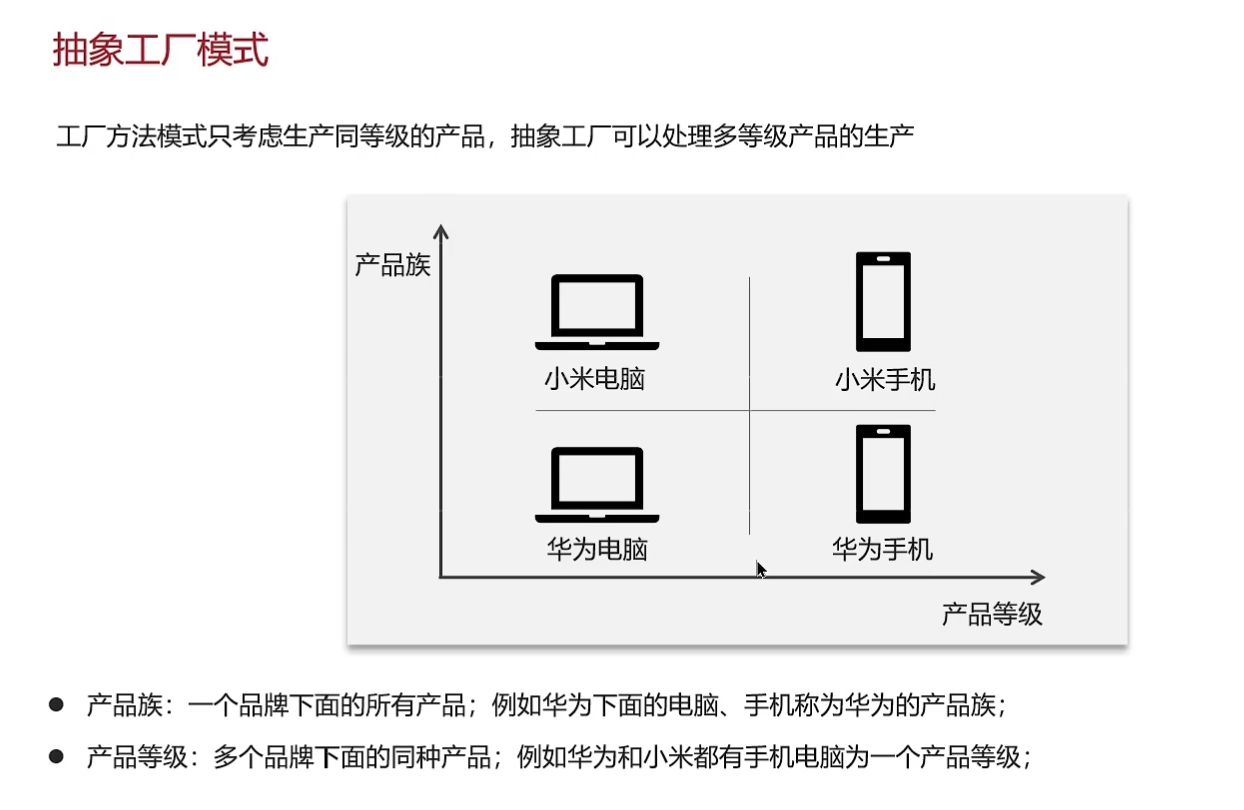 抽象工厂模式
工厂方法模式只考虑生产同等级的产品，抽象工厂可以处理多等级产品的生产
产品族
小米电脑
小米手机
华为电脑
华为手机
产品等级
● 产品族：一个品牌下面的所有产品；例如华为下面的电脑、手机称为华为的产品族；
● 产品等级：多个品牌下面的同种产品；例如华为和小米都有手机电脑为一个产品等级；